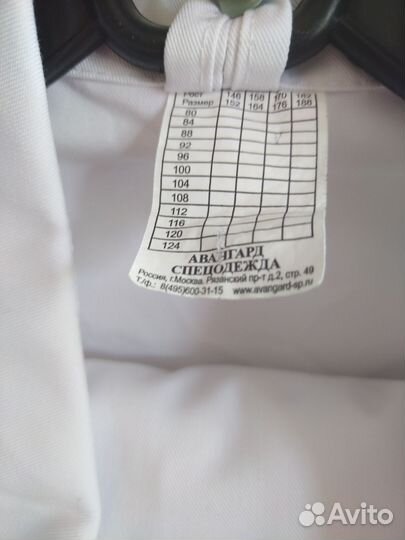 Рост 146 158 170 182
Размер 152 164 176 188
80
84
88
92
96
100
104
108
112
116
120
124
АВАНГАРД
СПЕЦОДЕЖДА
Россия, г.Москва. Рязанский пр-т д.2, стр. 49
Т./ф.: 8(495)600-31-15 www.avangard-sp.ru
Avito